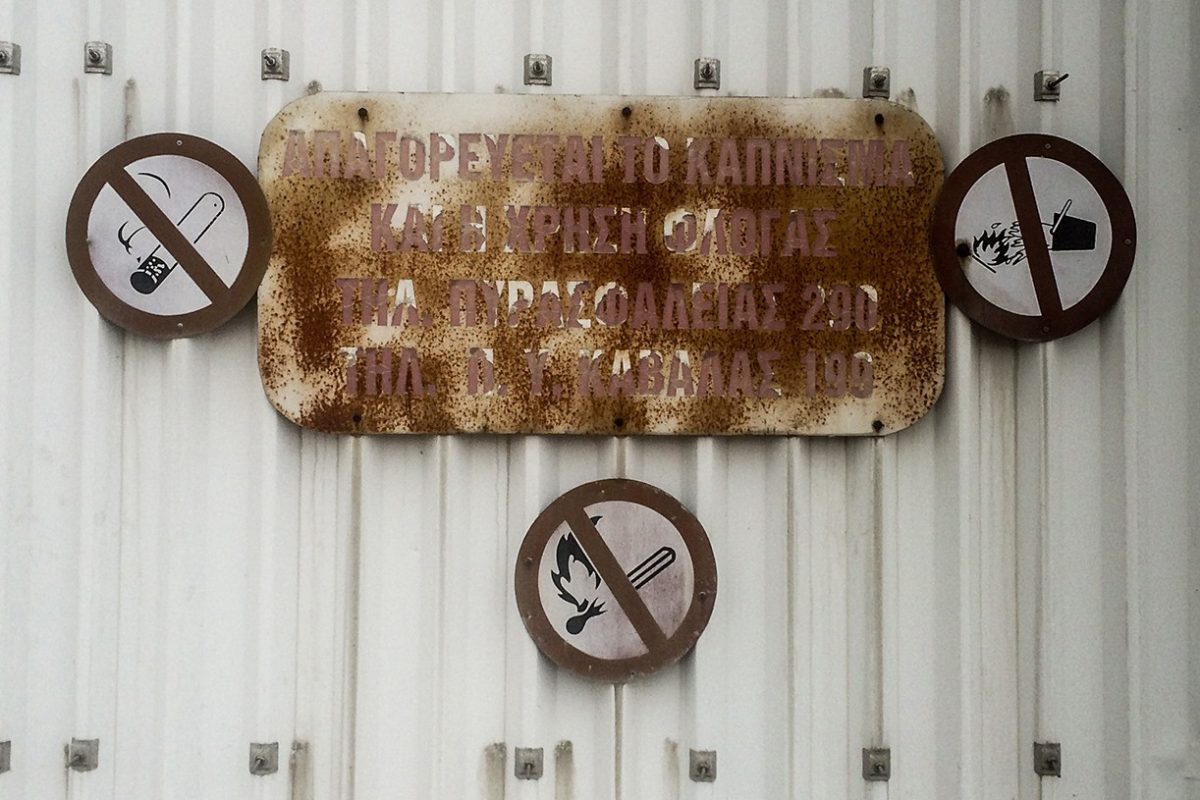 ΑΠΑΓΟΡΕΥΕΤΑΙ ΤΟ ΚΑΠΝΙΣΜΑ
ΚΑΙ Η ΧΡΗΣΗ ΦΛΟΓΑΣ
ΤΗΛ. ΠΥΡΑΣΦΑΛΕΙΑΣ 290
ΤΗΛ. Π. Υ. ΚΑΒΑΛΑΣ 199